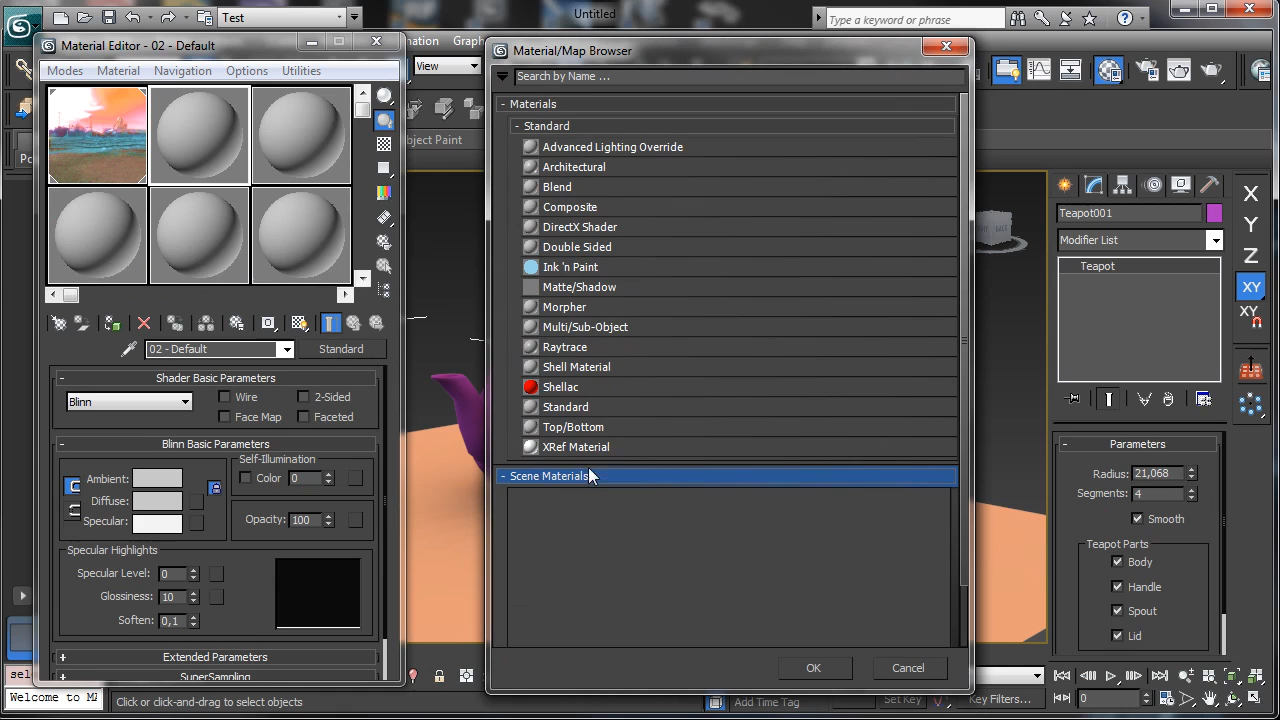 Test
Untitled
Type a keyword or phrase
Material Editor - 02 - Default
Modes Material Navigation Options Utilities
View
02 - Default
Standard
Shader Basic Parameters
Blinn
Wire
2-Sided
Face Map
Faceted
Blinn Basic Parameters
Ambient:
Diffuse:
Specular:
Self-Illumination
Color 0
Opacity: 100
Specular Highlights
Specular Level: 0
Glossiness: 10
Soften: 0,1
Extended Parameters
SuperSampling
Material/Map Browser
Search by Name ...
- Materials
- Standard
Advanced Lighting Override
Architectural
Blend
Composite
DirectX Shader
Double Sided
Ink 'n Paint
Matte/Shadow
Morpher
Multi/Sub-Object
Raytrace
Shell Material
Shellac
Standard
Top/Bottom
XRef Material
- Scene Materials
OK
Cancel
Teapot001
Modifier List
Teapot
X
Y
Z
XY
XY
Parameters
Radius: 21,068
Segments: 4
Smooth
Teapot Parts
Body
Handle
Spout
Lid
Welcome to M
Click or click-and-drag to select objects
Add Time Tag
Set Key
Key Filters...
0